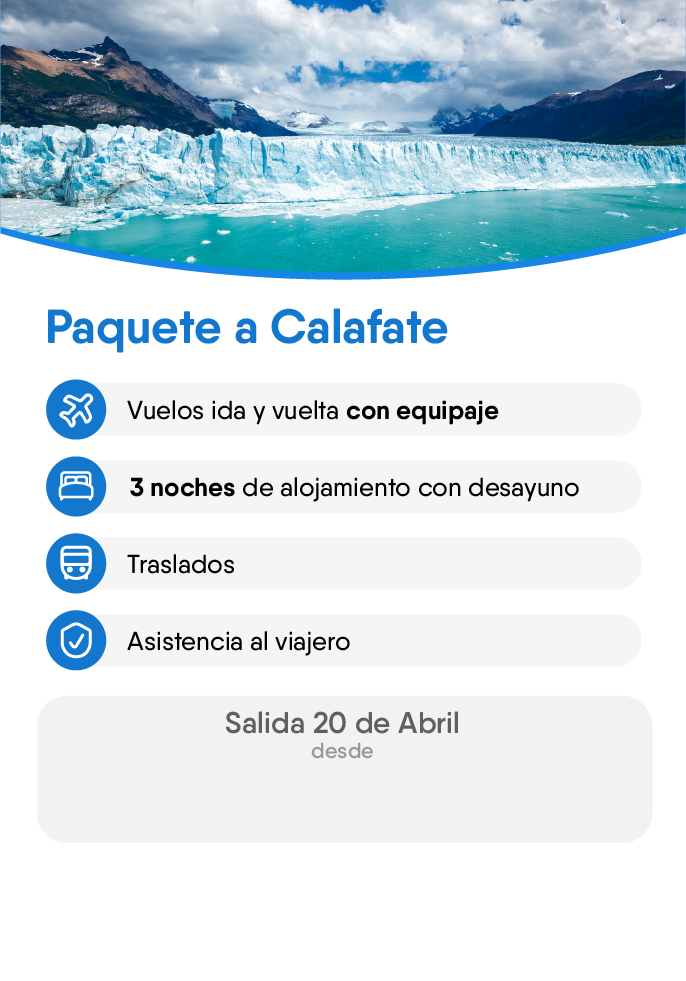 Paquete a Calafate
Vuelos ida y vuelta con equipaje
3 noches de alojamiento con desayuno
Traslados
Asistencia al viajero
Salida 20 de Abril
desde